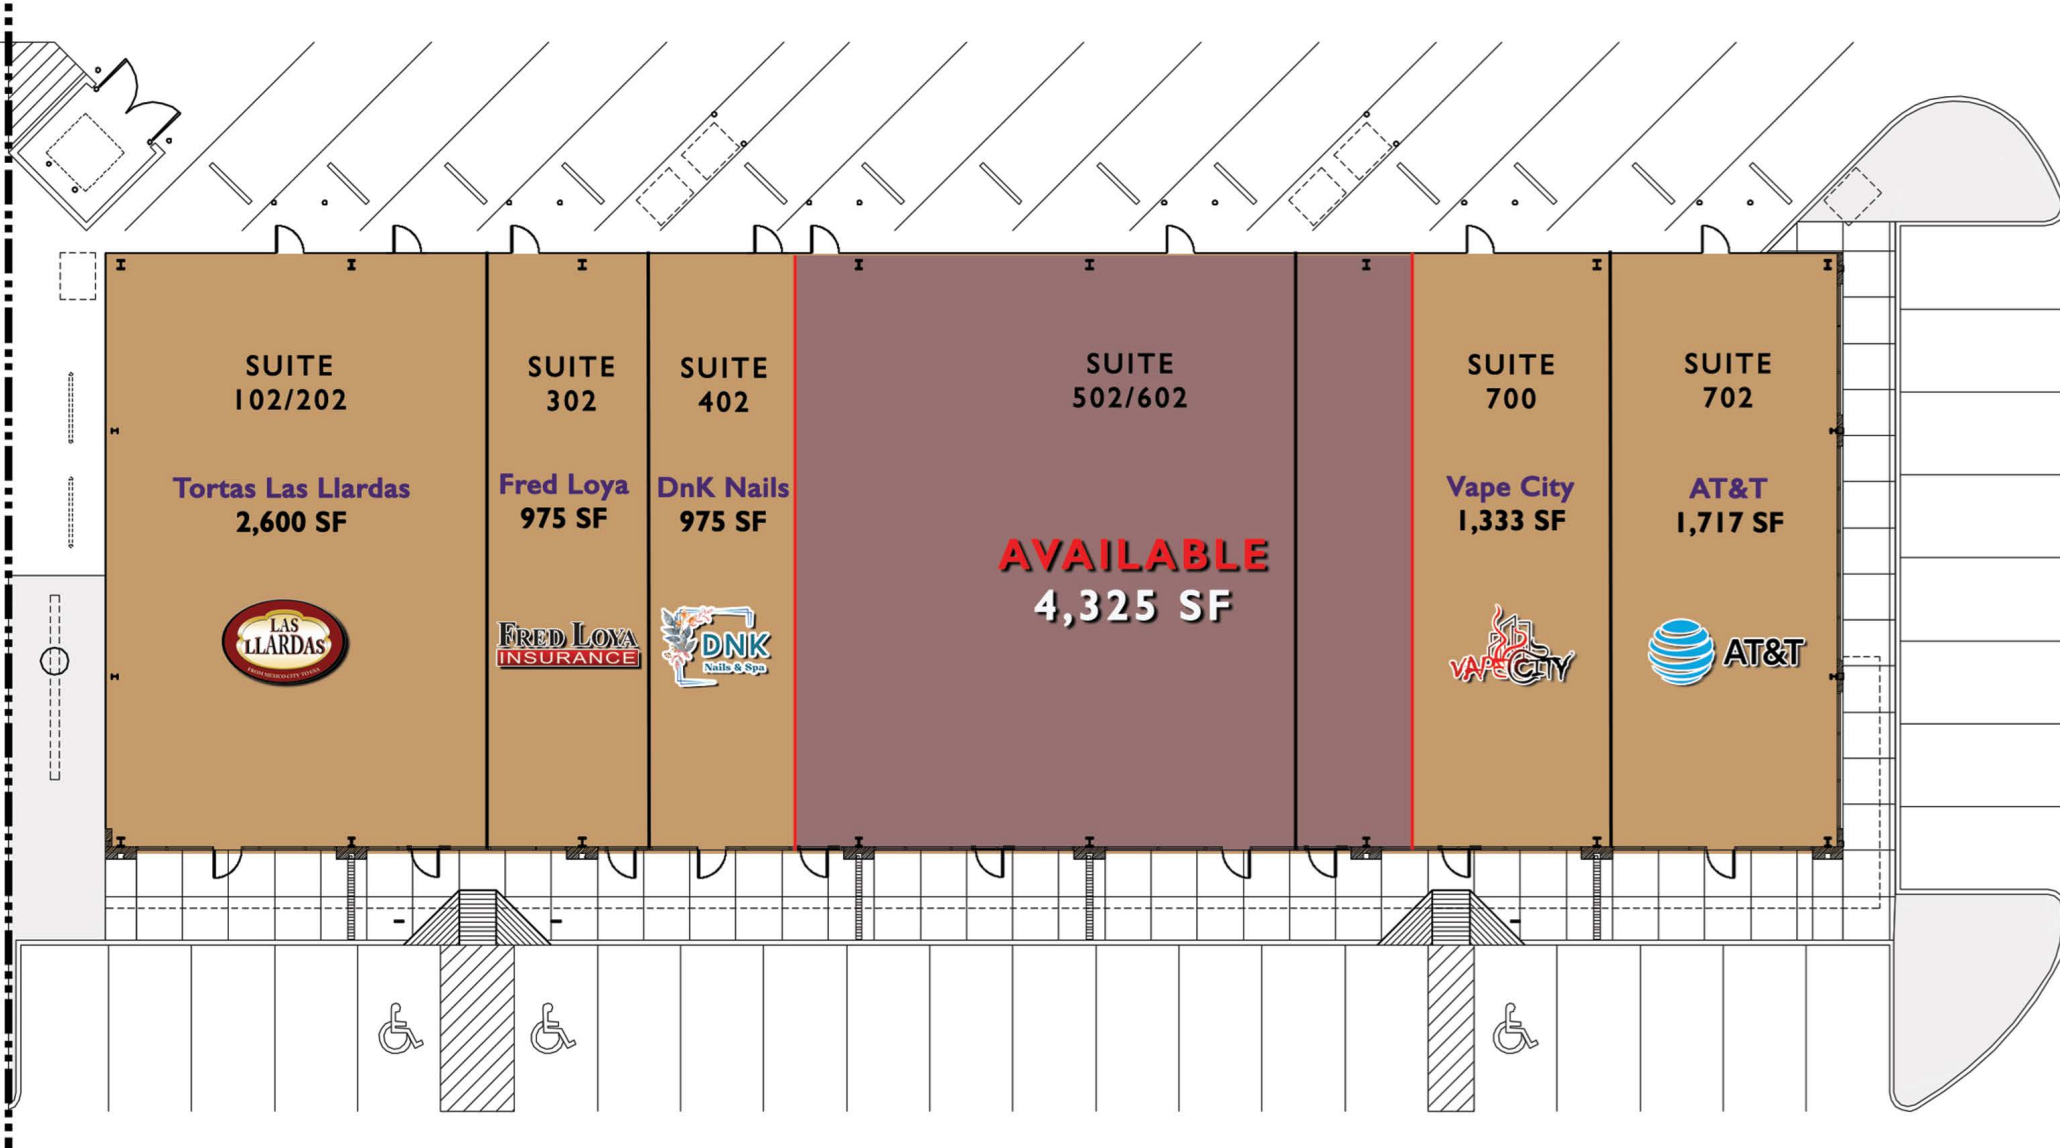 SUITE
102/202
Tortas Las Llardas
2,600 SF
LAS
LLARDAS
SUITE
302
Fred Loya
975 SF
FRED LOYA
INSURANCE
SUITE
402
DnK Nails
975 SF
DNK
Nails & Spa
SUITE
502/602
AVAILABLE
4,325 SF
SUITE
700
Vape City
1,333 SF
VAPE CITY
SUITE
702
AT&T
1,717 SF
AT&T